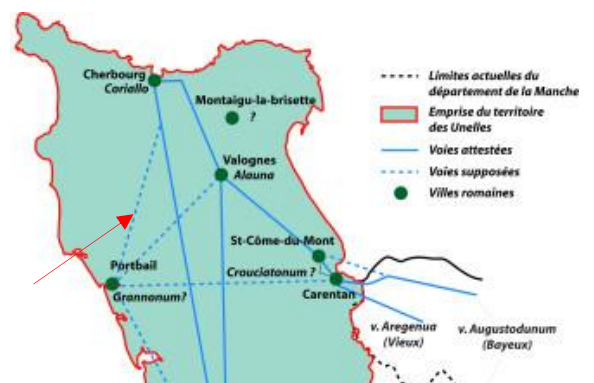 Cherbourg
Coriallo
Montaigu-la-brisette
?
Valognes
Alauna
St-Côme-du-Mont
Crouciatonum ?
Carentan
Portbail
Grannonum?
v. Aregenua
(Vieux)
v. Augustodunum
(Bayeux)
Limites actuelles du
département de la Manche
Emprise du territoire
des Unelles
Voies attestées
Voies supposées
Villes romaines